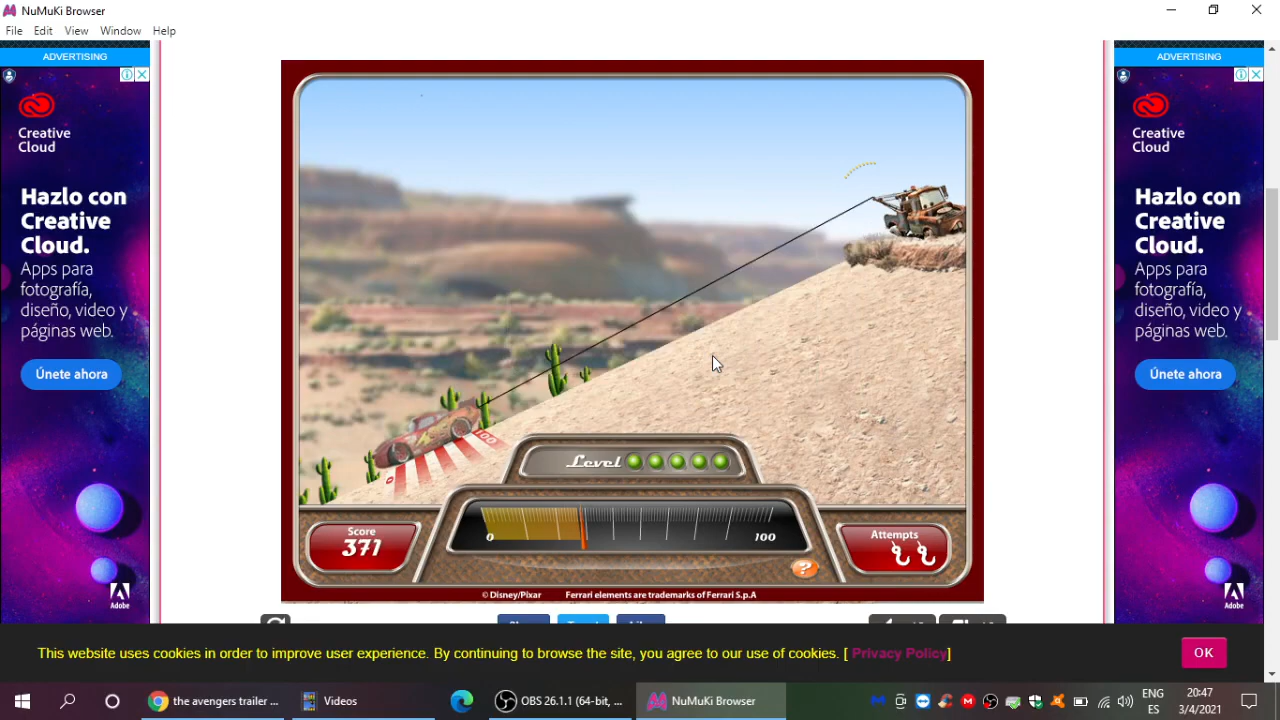 NuMuKi Browser
File Edit View Window Help
ADVERTISING
Creative
Cloud
Hazlo con
Creative
Cloud.
Apps para
fotografía,
diseño, video y
páginas web.
Únete ahora
Adobe
0
100
Level
Score
371
0
100
Attempts
?
© Disney/Pixar Ferrari elements are trademarks of Ferrari S.p.A
ADVERTISING
Creative
Cloud
Hazlo con
Creative
Cloud.
Apps para
fotografía,
diseño, video y
páginas web.
Únete ahora
Adobe
This website uses cookies in order to improve user experience. By continuing to browse the site, you agree to our use of cookies. [ Privacy Policy]
OK
the avengers trailer ...
Videos
OBS 26.1.1 (64-bit, ...
NuMuKi Browser
ENG
ES
20:47
3/4/2021